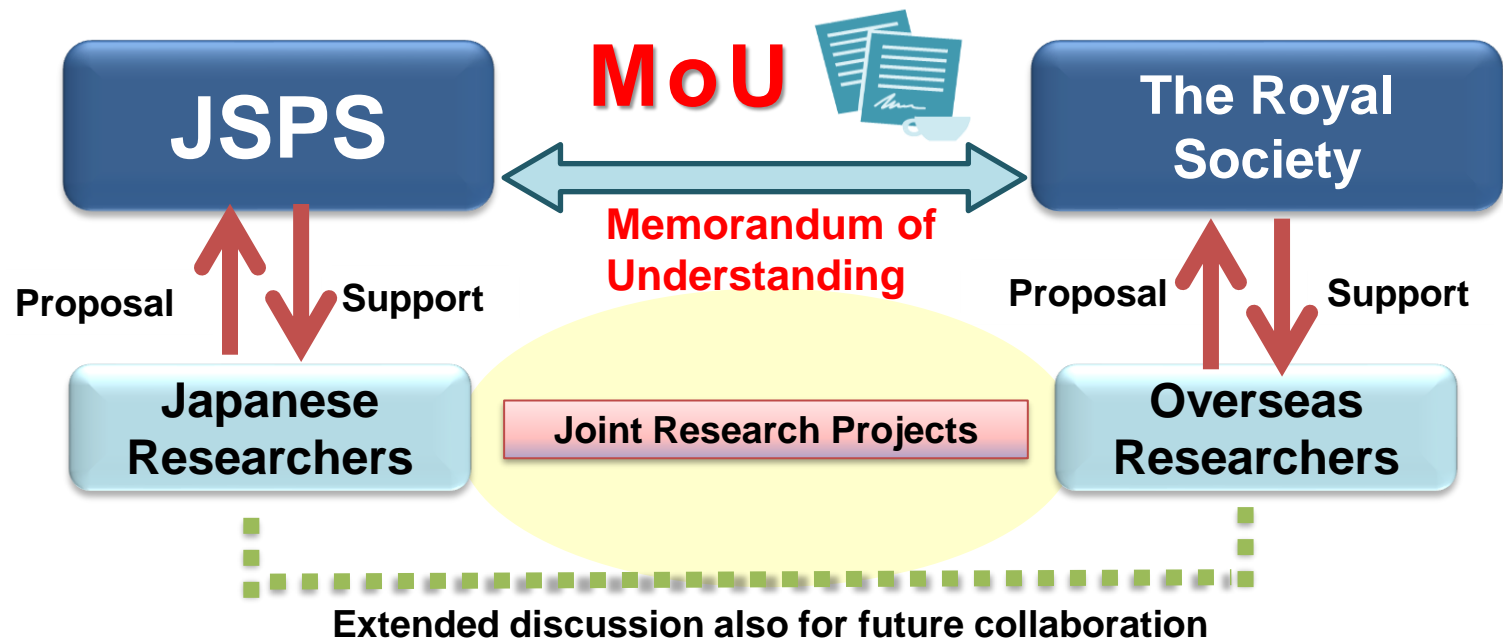 JSPS
MoU
The Royal
Society
Memorandum of
Understanding
Proposal
Support
Proposal
Support
Japanese
Researchers
Joint Research Projects
Overseas
Researchers
Extended discussion also for future collaboration